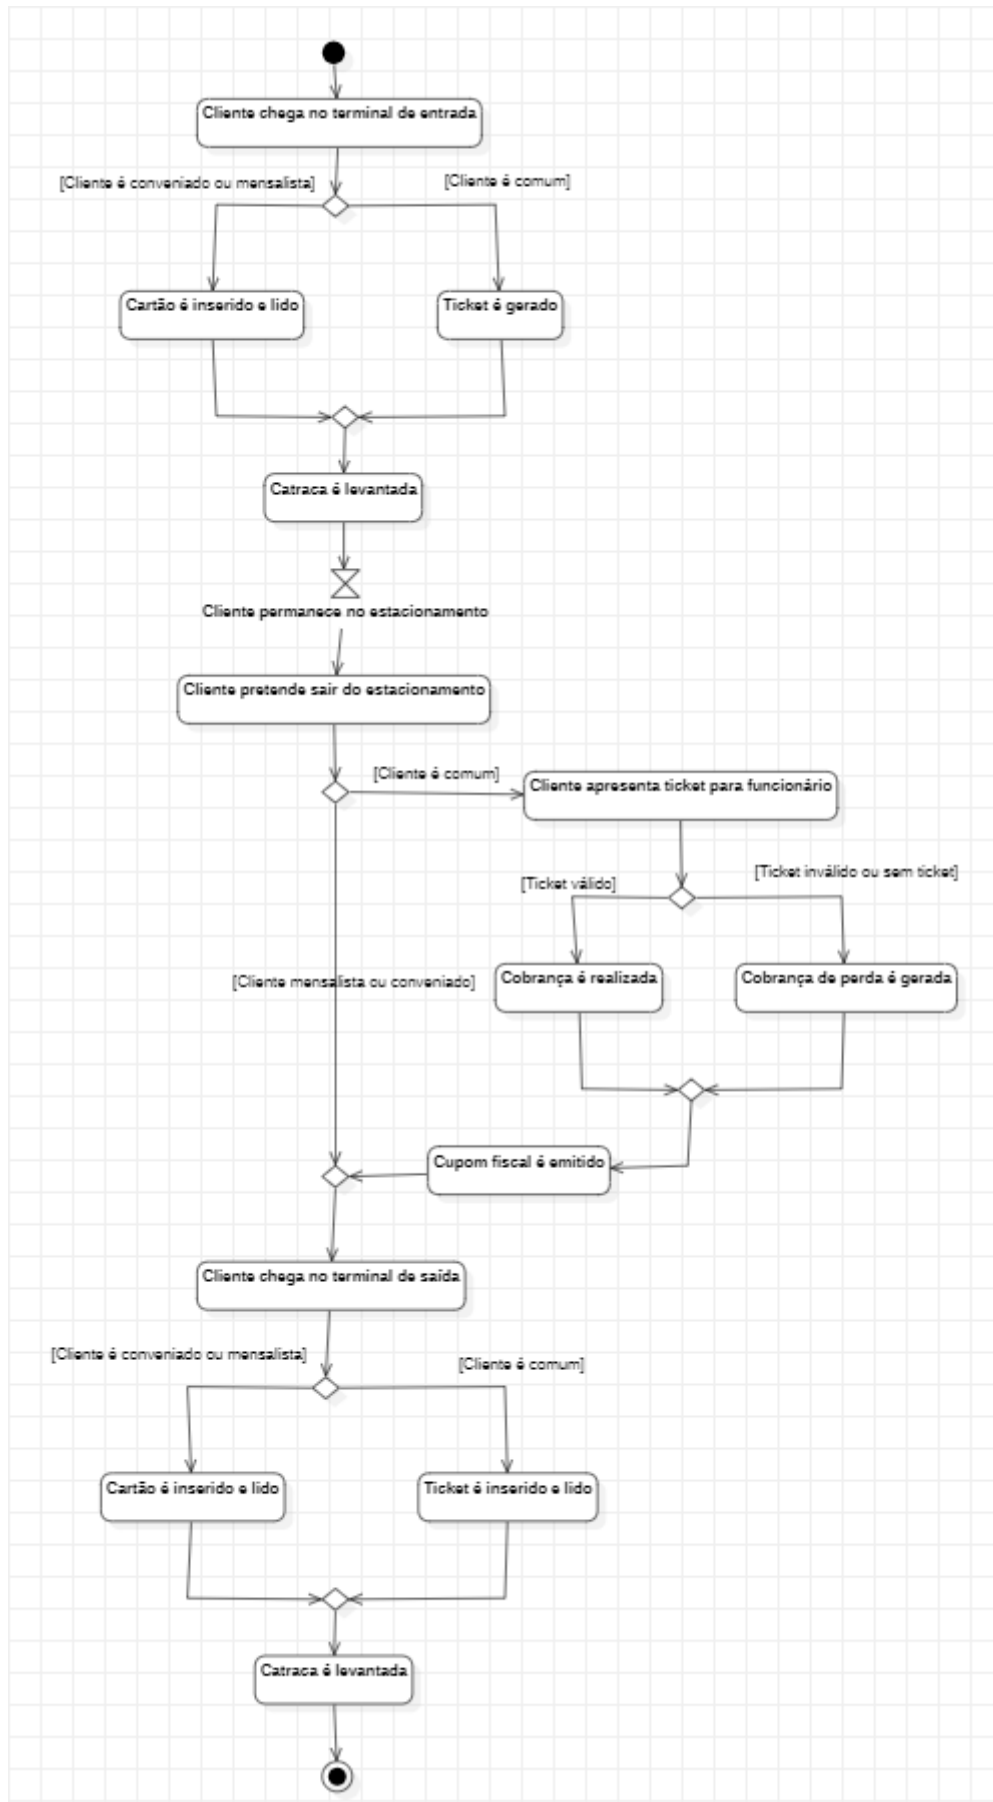 Cliente chega no terminal de entrada
[Cliente é conveniado ou mensalista]
[Cliente é comum]
Cartão é inserido e lido
Ticket é gerado
Catraca é levantada
Cliente permanece no estacionamento
Cliente pretende sair do estacionamento
[Cliente é comum]
Cliente apresenta ticket para funcionário
[Ticket válido]
[Ticket inválido ou sem ticket]
Cobrança é realizada
Cobrança de perda é gerada
[Cliente mensalista ou conveniado]
Cupom fiscal é emitido
Cliente chega no terminal de saída
[Cliente é conveniado ou mensalista]
[Cliente é comum]
Cartão é inserido e lido
Ticket é inserido e lido
Catraca é levantada